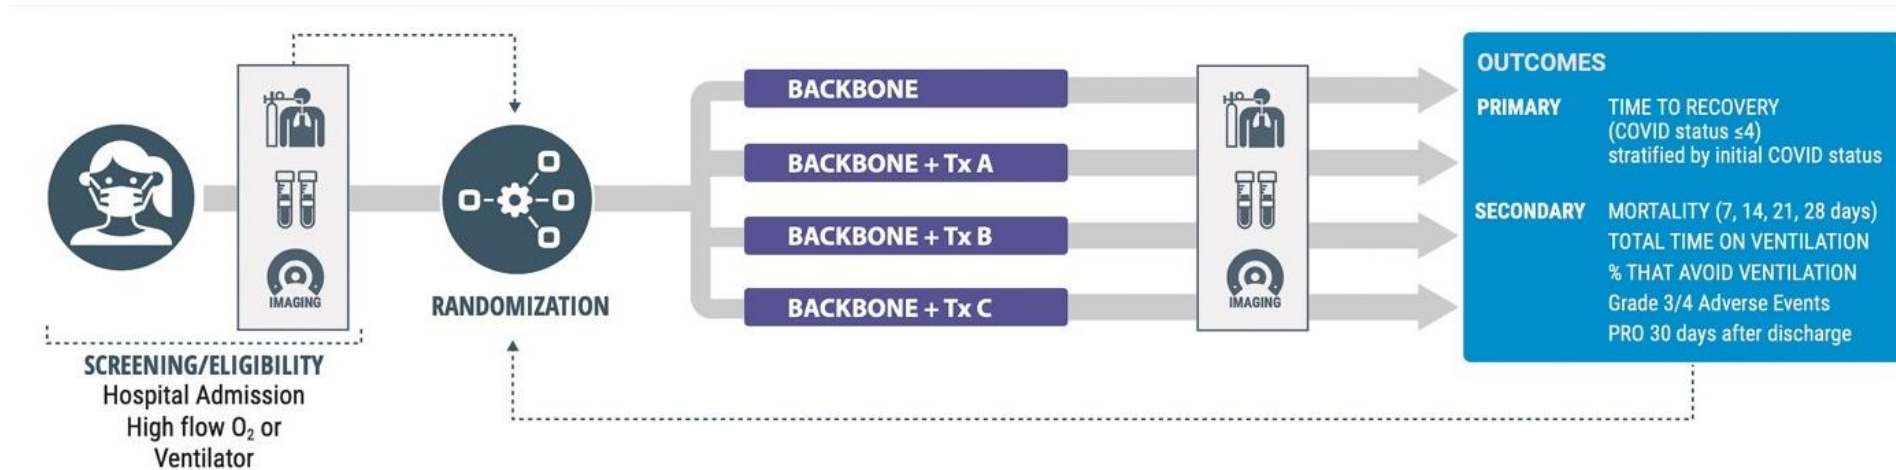 IMAGING
SCREENING/ELIGIBILITY
Hospital Admission
High flow O₂ or
Ventilator
RANDOMIZATION
BACKBONE
BACKBONE + Tx A
BACKBONE + Tx B
BACKBONE + Tx C
IMAGING
OUTCOMES
PRIMARY TIME TO RECOVERY
(COVID status ≤4)
stratified by initial COVID status
SECONDARY MORTALITY (7, 14, 21, 28 days)
TOTAL TIME ON VENTILATION
% THAT AVOID VENTILATION
Grade 3/4 Adverse Events
PRO 30 days after discharge